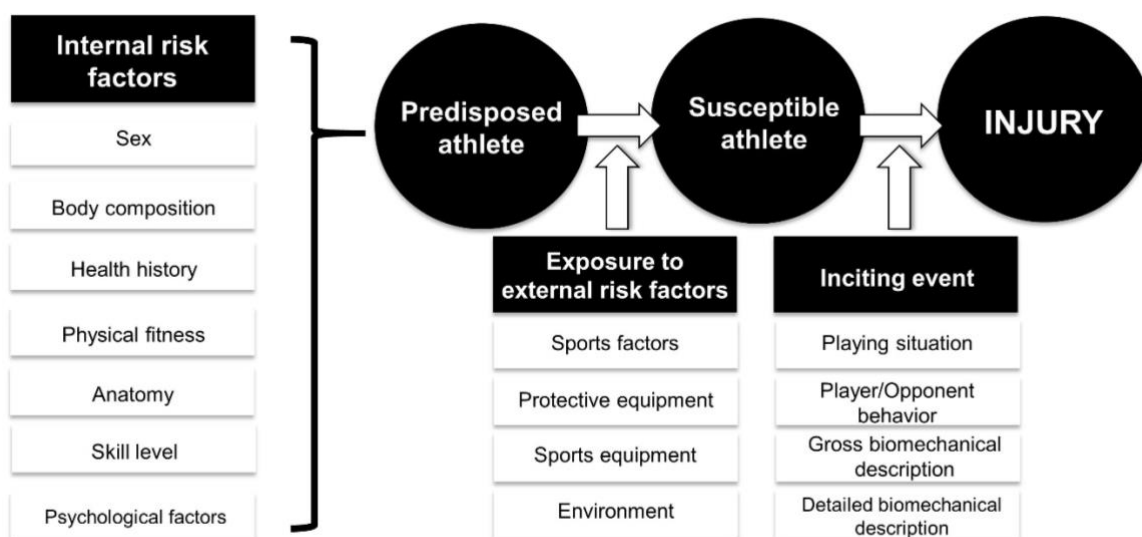 Internal risk
factors
Sex
Body composition
Health history
Physical fitness
Anatomy
Skill level
Psychological factors
Predisposed
athlete
Susceptible
athlete
INJURY
Exposure to
external risk factors
Sports factors
Protective equipment
Sports equipment
Environment
Inciting event
Playing situation
Player/Opponent
behavior
Gross biomechanical
description
Detailed biomechanical
description